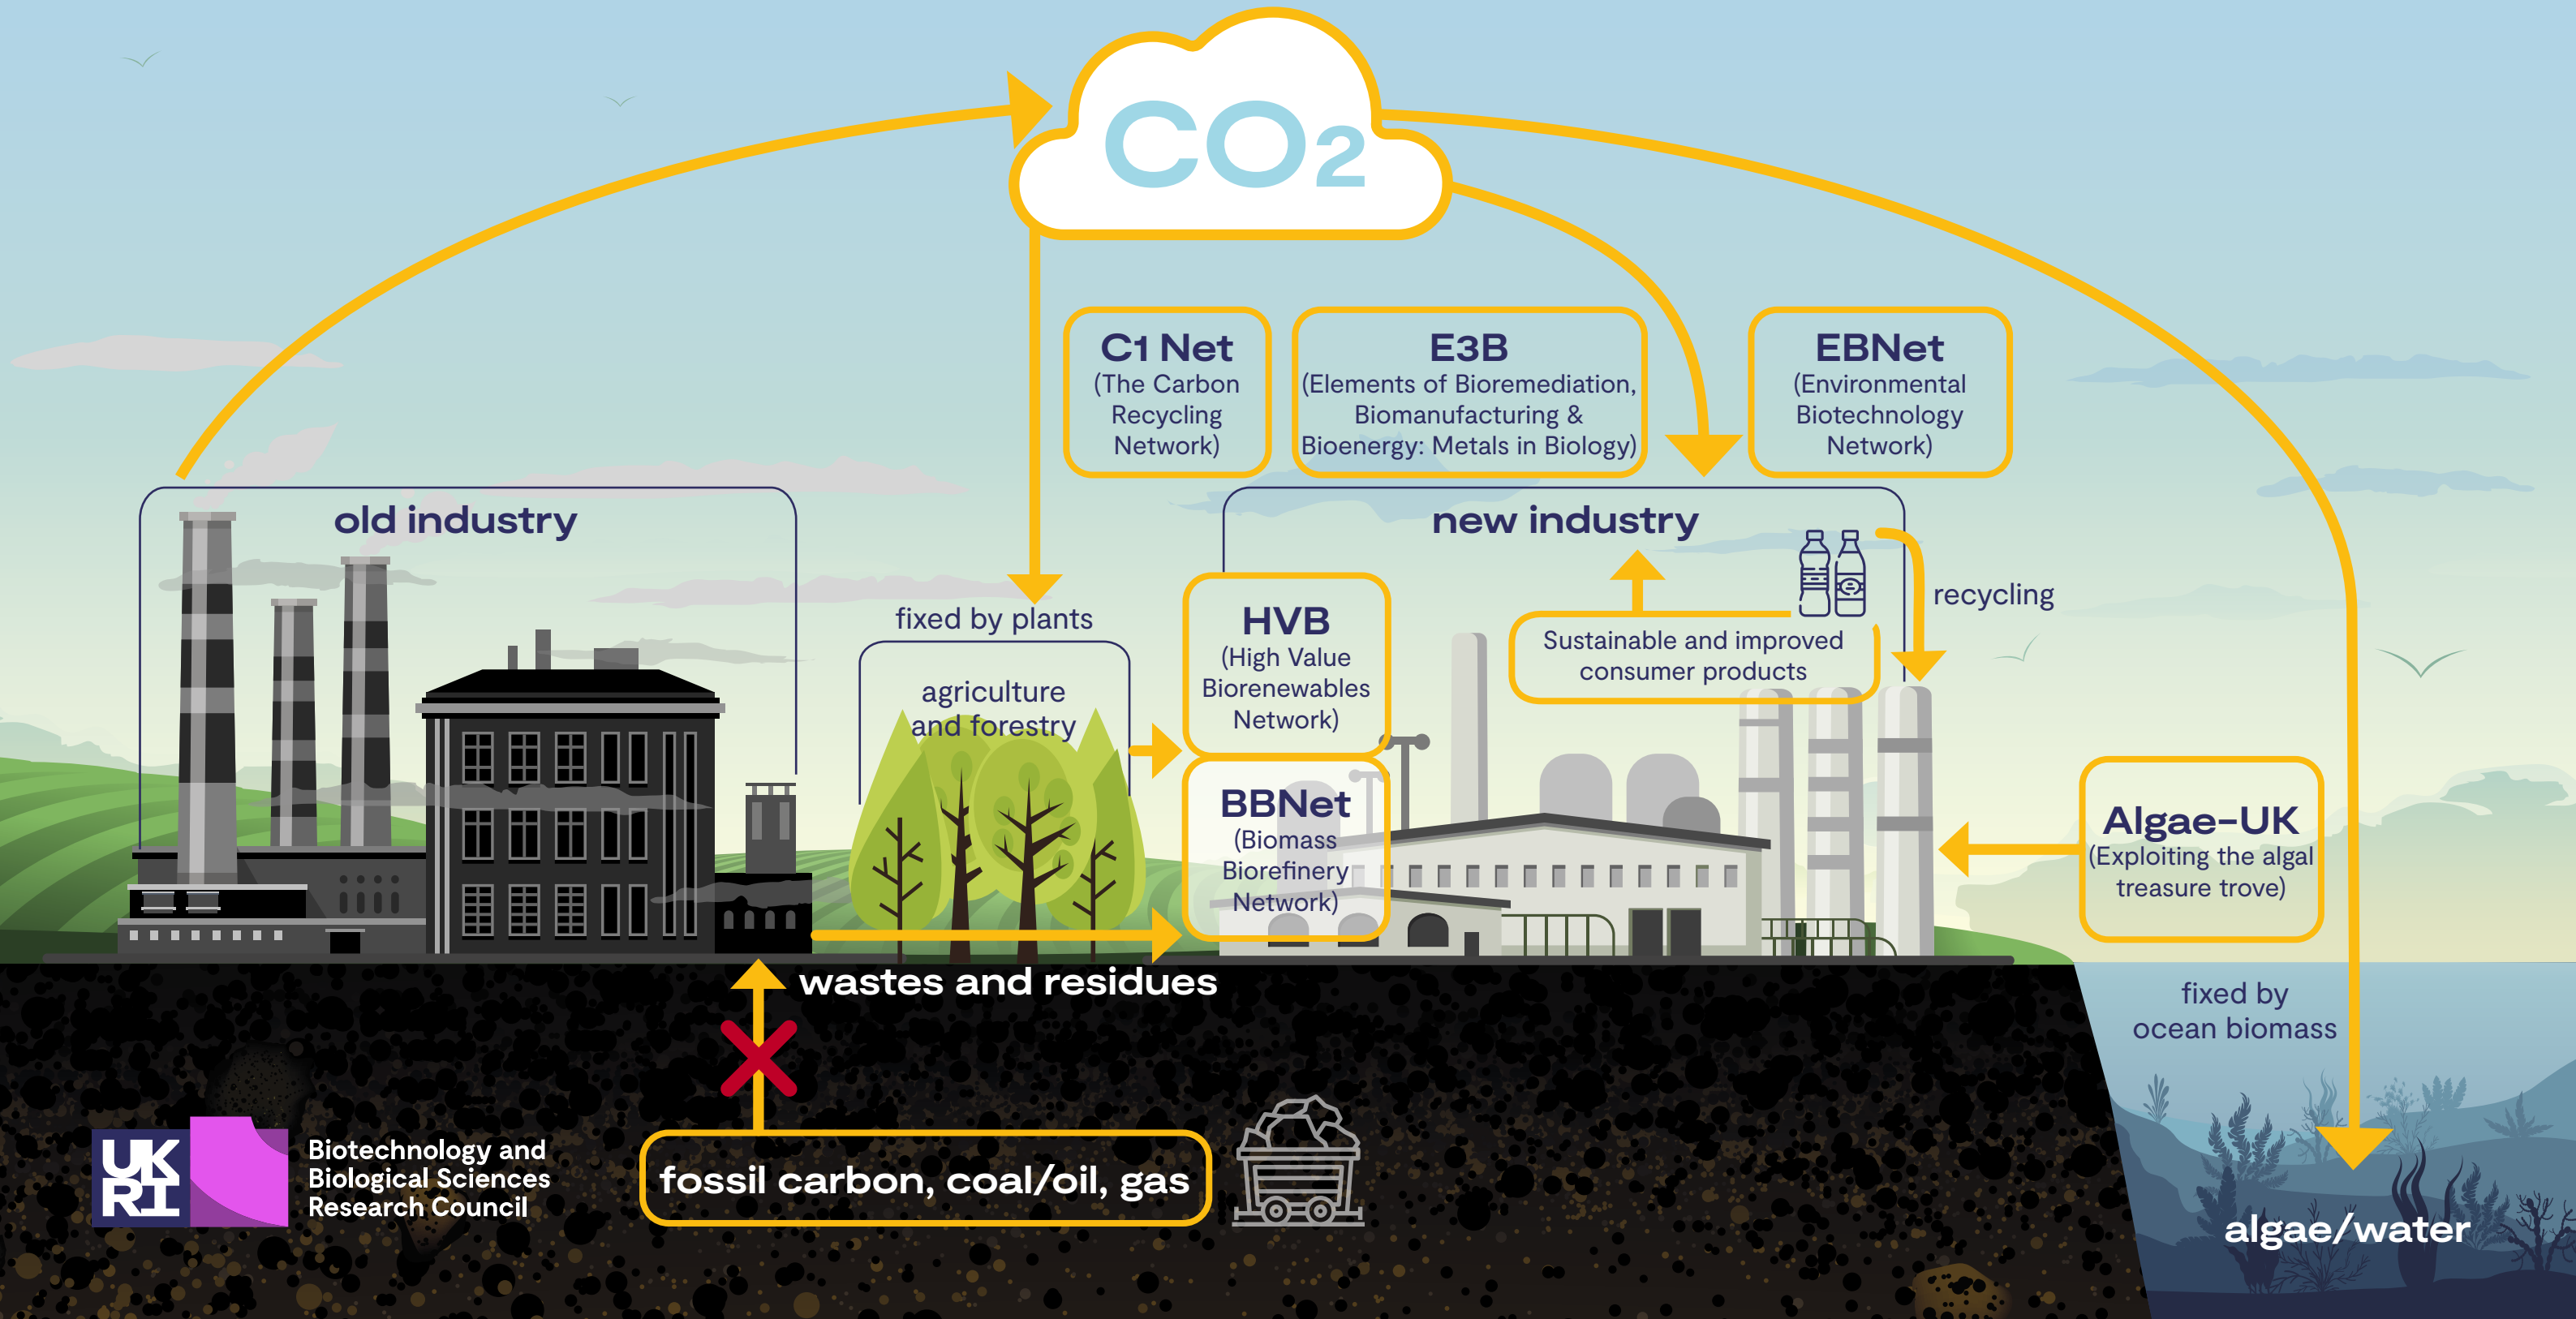 CO2
C1 Net
(The Carbon
Recycling
Network)
E3B
(Elements of Bioremediation,
Biomanufacturing &
Bioenergy: Metals in Biology)
EBNet
(Environmental
Biotechnology
Network)
old industry
new industry
recycling
fixed by plants
agriculture
and forestry
HVB
(High Value
Biorenewables
Network)
Sustainable and improved
consumer products
BBNet
(Biomass
Biorefinery
Network)
Algae-UK
(Exploiting the algal
treasure trove)
wastes and residues
fixed by
ocean biomass
fossil carbon, coal/oil, gas
algae/water
UK
RI
Biotechnology and
Biological Sciences
Research Council